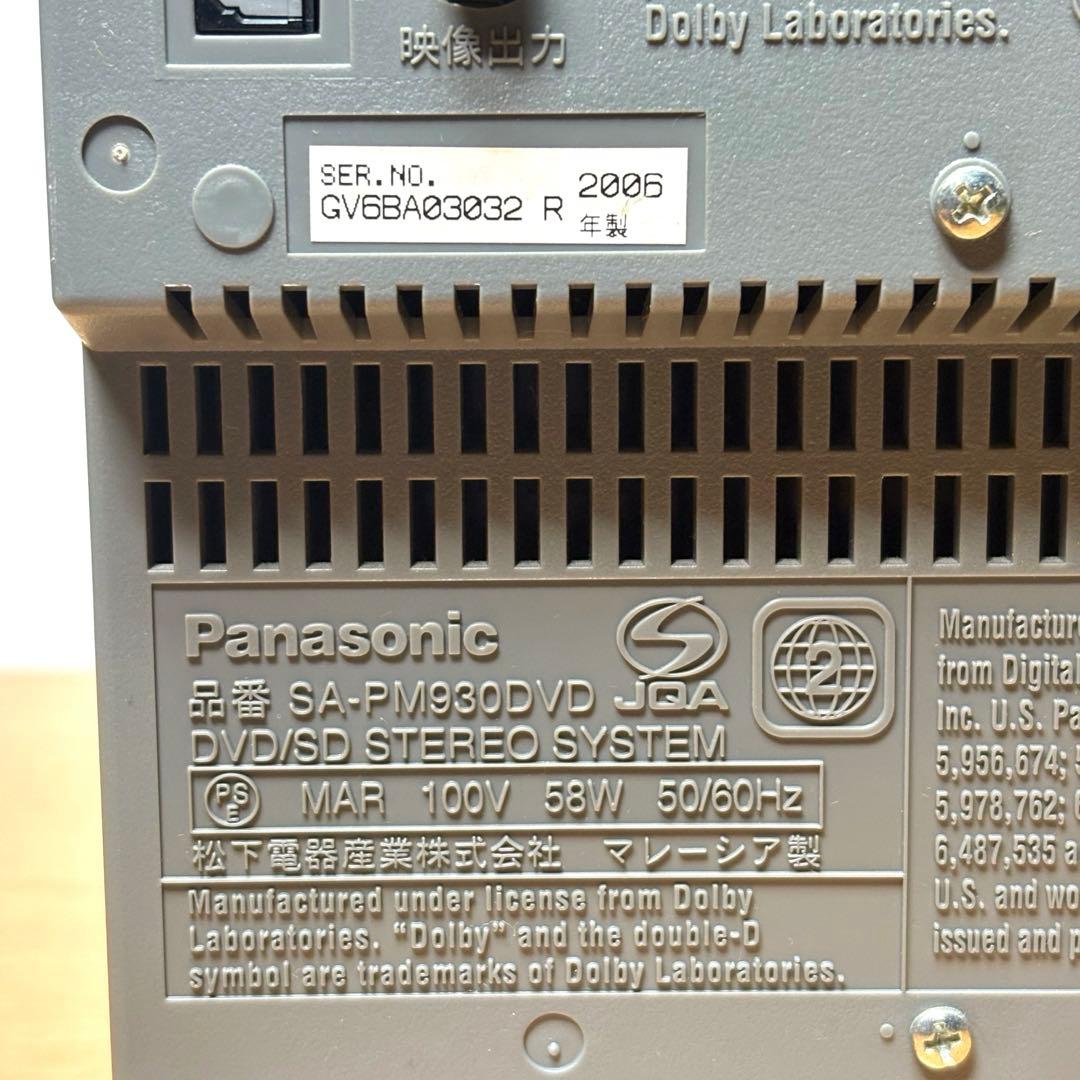 映像出力
Dolby Laboratories.
SER.NO.
GV6BA03032 R
2006
年製
Panasonic
JQA
2
品番 SA-PM930DVD
DVD/SD STEREO SYSTEM
PS
E
MAR 100V 58W 50/60Hz
松下電器産業株式会社 マレーシア製
Manufactured under license from Dolby
Laboratories. “Dolby” and the double-D
symbol are trademarks of Dolby Laboratories.
Manufacture
from Digital
Inc. U.S. Pa
5,956,674;
5,978,762;
6,487,535 a
U.S. and wo
issued and p